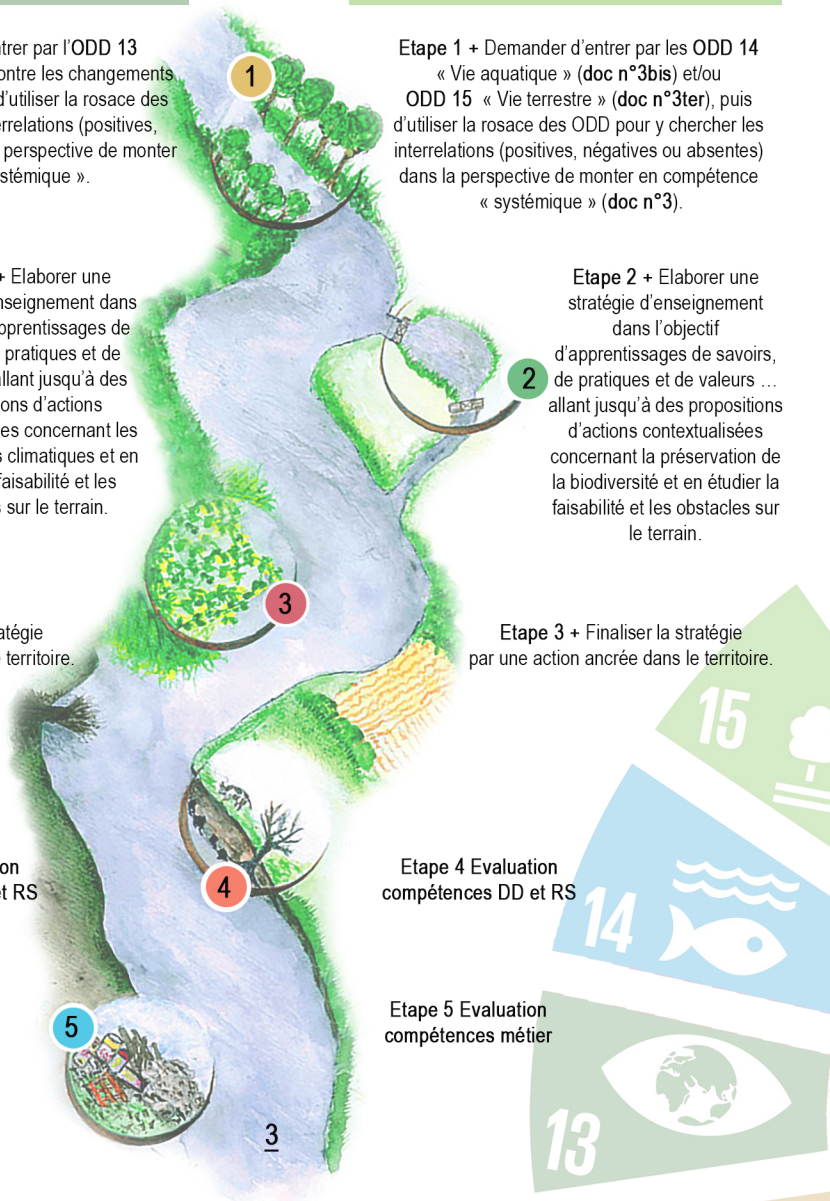 ntrer par l’ODD 13
ontre les changements
d’utiliser la rosace des
errelations (positives,
perspective de monter
stémique ».
+ Elaborer une
nseignement dans
pprentissages de
pratiques et de
allant jusqu’à des
ons d’actions
es concernant les
s climatiques et en
faisabilité et les
s sur le terrain.
atégie
territoire.
on
et RS
1
2
3
4
5
Etape 1 + Demander d’entrer par les ODD 14
« Vie aquatique » (doc n°3bis) et/ou
ODD 15 « Vie terrestre » (doc n°3ter), puis
d’utiliser la rosace des ODD pour y chercher les
interrelations (positives, négatives ou absentes)
dans la perspective de monter en compétence
« systémique » (doc n°3).
Etape 2 + Elaborer une
stratégie d’enseignement
dans l’objectif
d’apprentissages de savoirs,
de pratiques et de valeurs …
allant jusqu’à des propositions
d’actions contextualisées
concernant la préservation de
la biodiversité et en étudier la
faisabilité et les obstacles sur
le terrain.
Etape 3 + Finaliser la stratégie
par une action ancrée dans le territoire.
Etape 4 Evaluation
compétences DD et RS
Etape 5 Evaluation
compétences métier
15
14
13
3